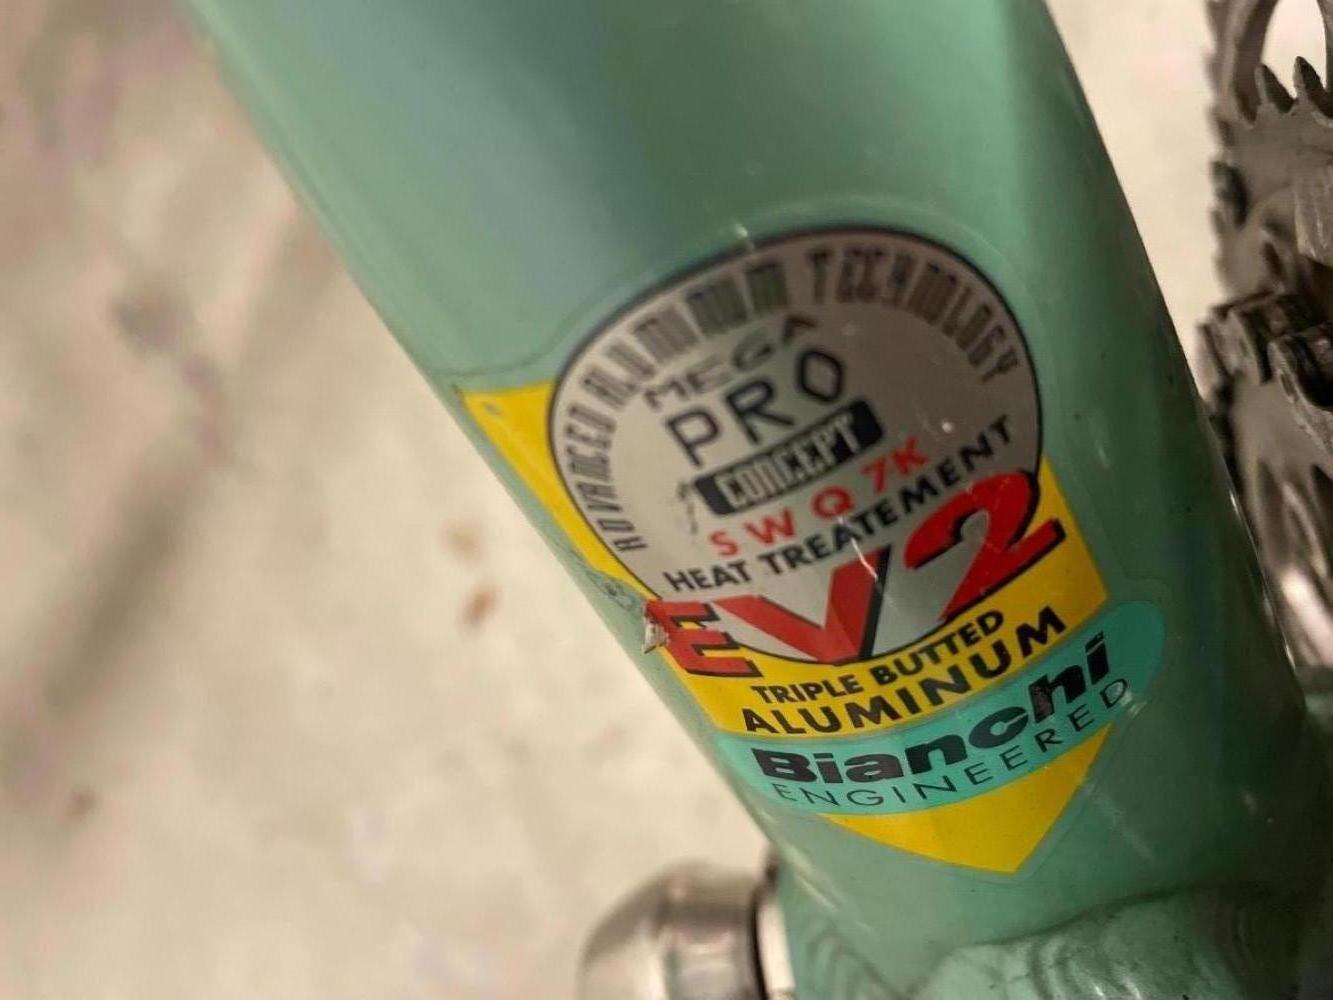 ADVANCED ALUMINUM TECHNOLOGY
MEGA
PRO
CONCEPT
SWQ 7K
HEAT TREATEMENT
EV2
TRIPLE BUTTED
ALUMINUM
Bianchi
ENGINEERED